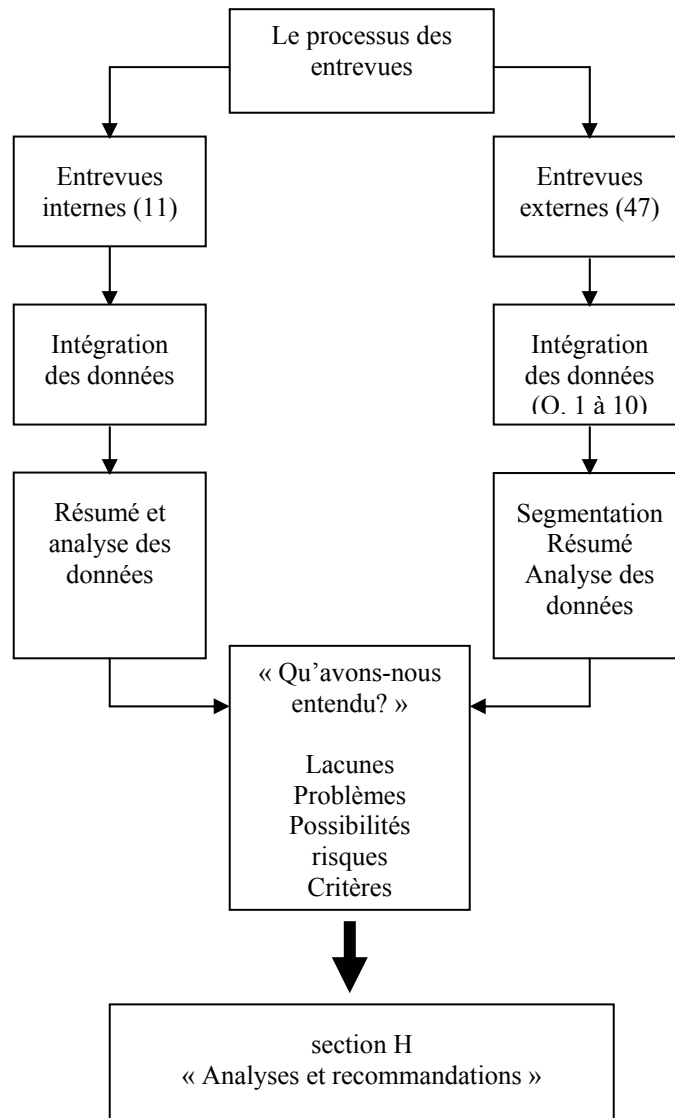 Le processus des
entrevues
Entrevues
internes (11)
Entrevues
externes (47)
Intégration
des données
Intégration
des données
(Q. 1 à 10)
Résumé et
analyse des
données
Segmentation
Résumé
Analyse des
données
« Qu’avons-nous
entendu? »
Lacunes
Problèmes
Possibilités
risques
Critères
section H
« Analyses et recommandations »